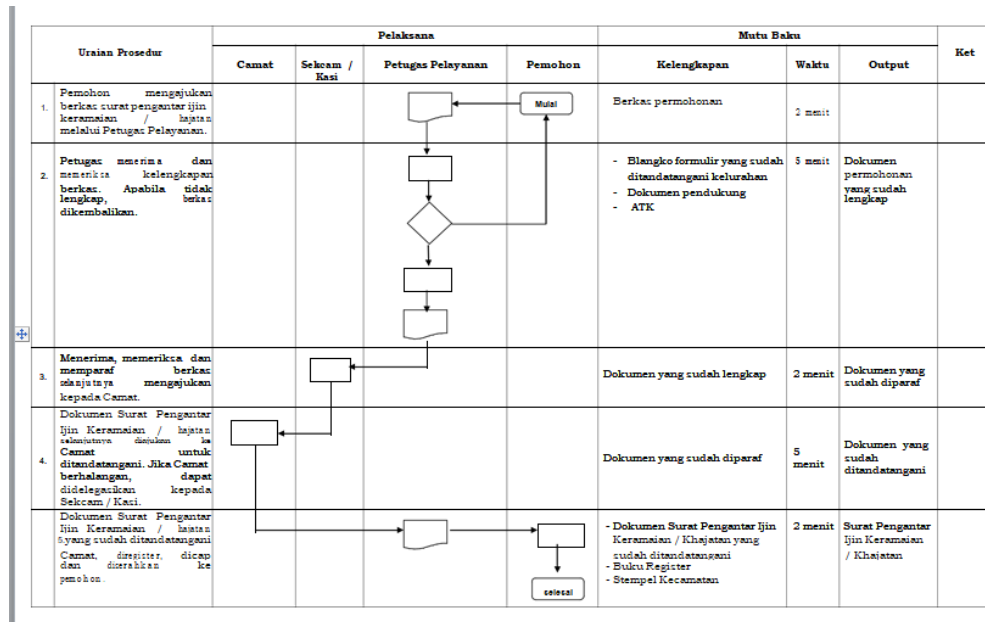 Uraian Prosedur
Pelaksana
Mutu Baku
Ket
Camat
Sekcam /
Kasi
Petugas Pelayanan
Pemohon
Kelengkapan
Waktu
Output
1.
Pemohon mengajukan
berkas surat pengantar ijin
keramaian / hajatan
melalui Petugas Pelayanan.
Mulai
Berkas permohonan
2 menit
2.
Petugas menerima dan
memeriksa kelengkapan
berkas. Apabila tidak
lengkap, berkas
dikembalikan.
- Blangko formulir yang sudah
ditandatangani kelurahan
- Dokumen pendukung
- ATK
5 menit
Dokumen
permohonan
yang sudah
lengkap
3.
Menerima, memeriksa dan
memparaf berkas
selanjutnya mengajukan
kepada Camat.
Dokumen yang sudah lengkap
2 menit
Dokumen yang
sudah diparaf
4.
Dokumen Surat Pengantar
Ijin Keramaian / hajatan
selanjutnya diajukan ke
Camat untuk
ditandatangani. Jika Camat
berhalangan, dapat
didelegasikan kepada
Sekcam / Kasi.
Dokumen yang sudah diparaf
5
menit
Dokumen yang
sudah
ditandatangani
Dokumen Surat Pengantar
Ijin Keramaian / hajatan
5.yang sudah ditandatangani
Camat, diregister, dicap
dan diserahkan ke
pemohon.
selesai
- Dokumen Surat Pengantar Ijin
Keramaian / Khajatan yang
sudah ditandatangani
- Buku Register
- Stempel Kecamatan
2 menit
Surat Pengantar
Ijin Keramaian
/ Khajatan